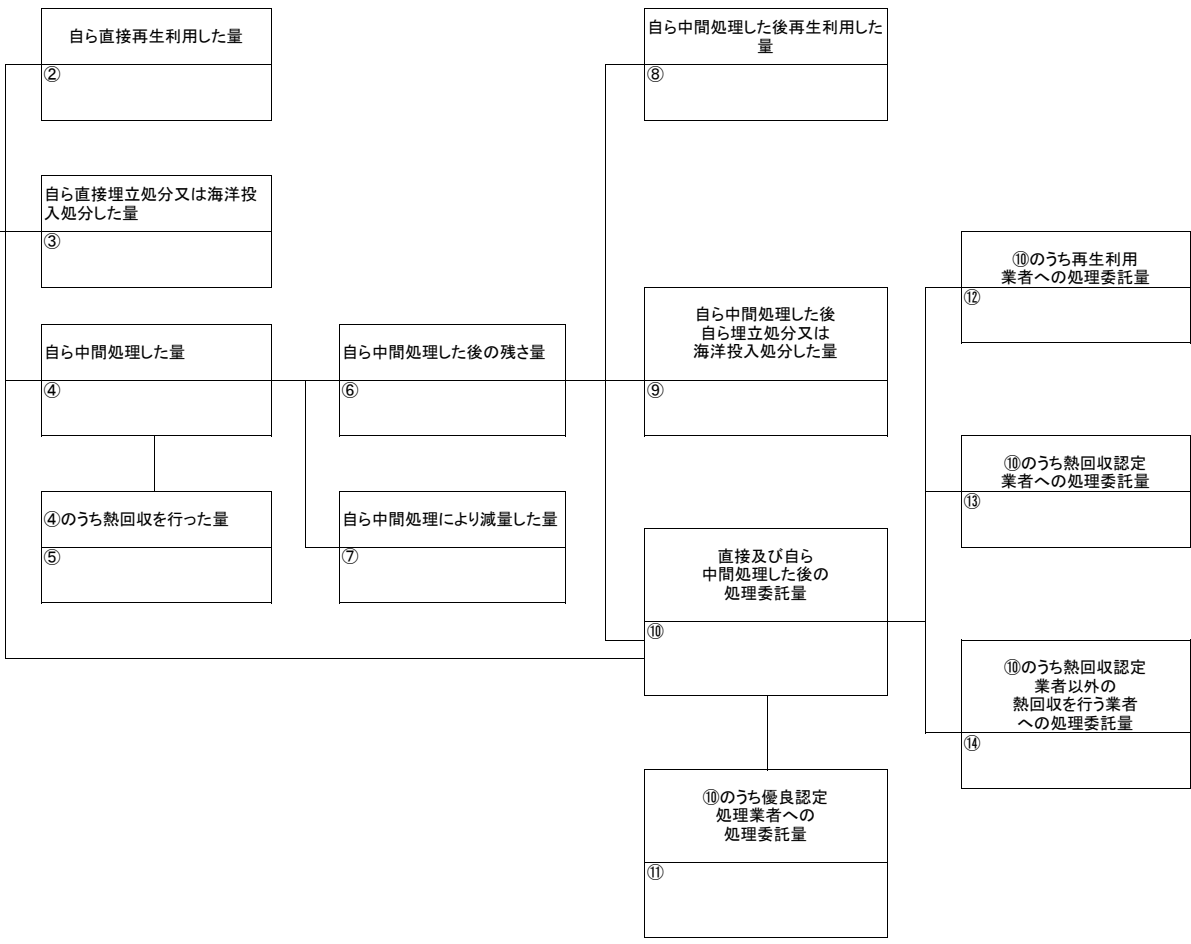 自ら直接再生利用した量
②
自ら直接埋立処分又は海洋投
入処分した量
③
自ら中間処理した量
④
④のうち熱回収を行った量
⑤
自ら中間処理した後の残さ量
⑥
自ら中間処理により減量した量
⑦
自ら中間処理した後再生利用した
量
⑧
自ら中間処理した後
自ら埋立処分又は
海洋投入処分した量
⑨
直接及び自ら
中間処理した後の
処理委託量
⑩
⑩のうち優良認定
処理業者への
処理委託量
⑪
⑩のうち再生利用
業者への処理委託量
⑫
⑩のうち熱回収認定
業者への処理委託量
⑬
⑩のうち熱回収認定
業者以外の
熱回収を行う業者
への処理委託量
⑭